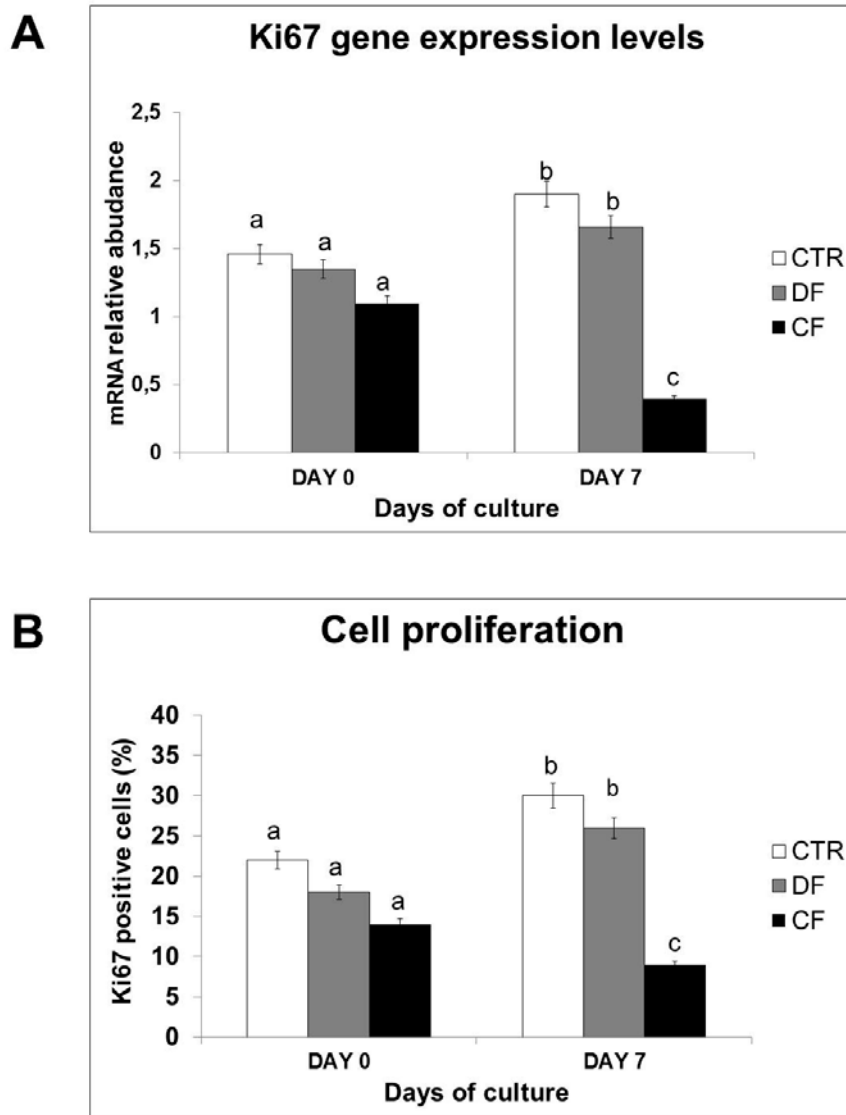 A
Ki67 gene expression levels
mRNA relative abudance
2,5
2
1,5
1
0,5
0
a
a
a
b
b
c
DAY 0
DAY 7
Days of culture
CTR
DF
CF
B
Cell proliferation
Ki67 positive cells (%)
40
35
30
25
20
15
10
5
0
a
a
a
b
b
c
DAY 0
DAY 7
Days of culture
CTR
DF
CF